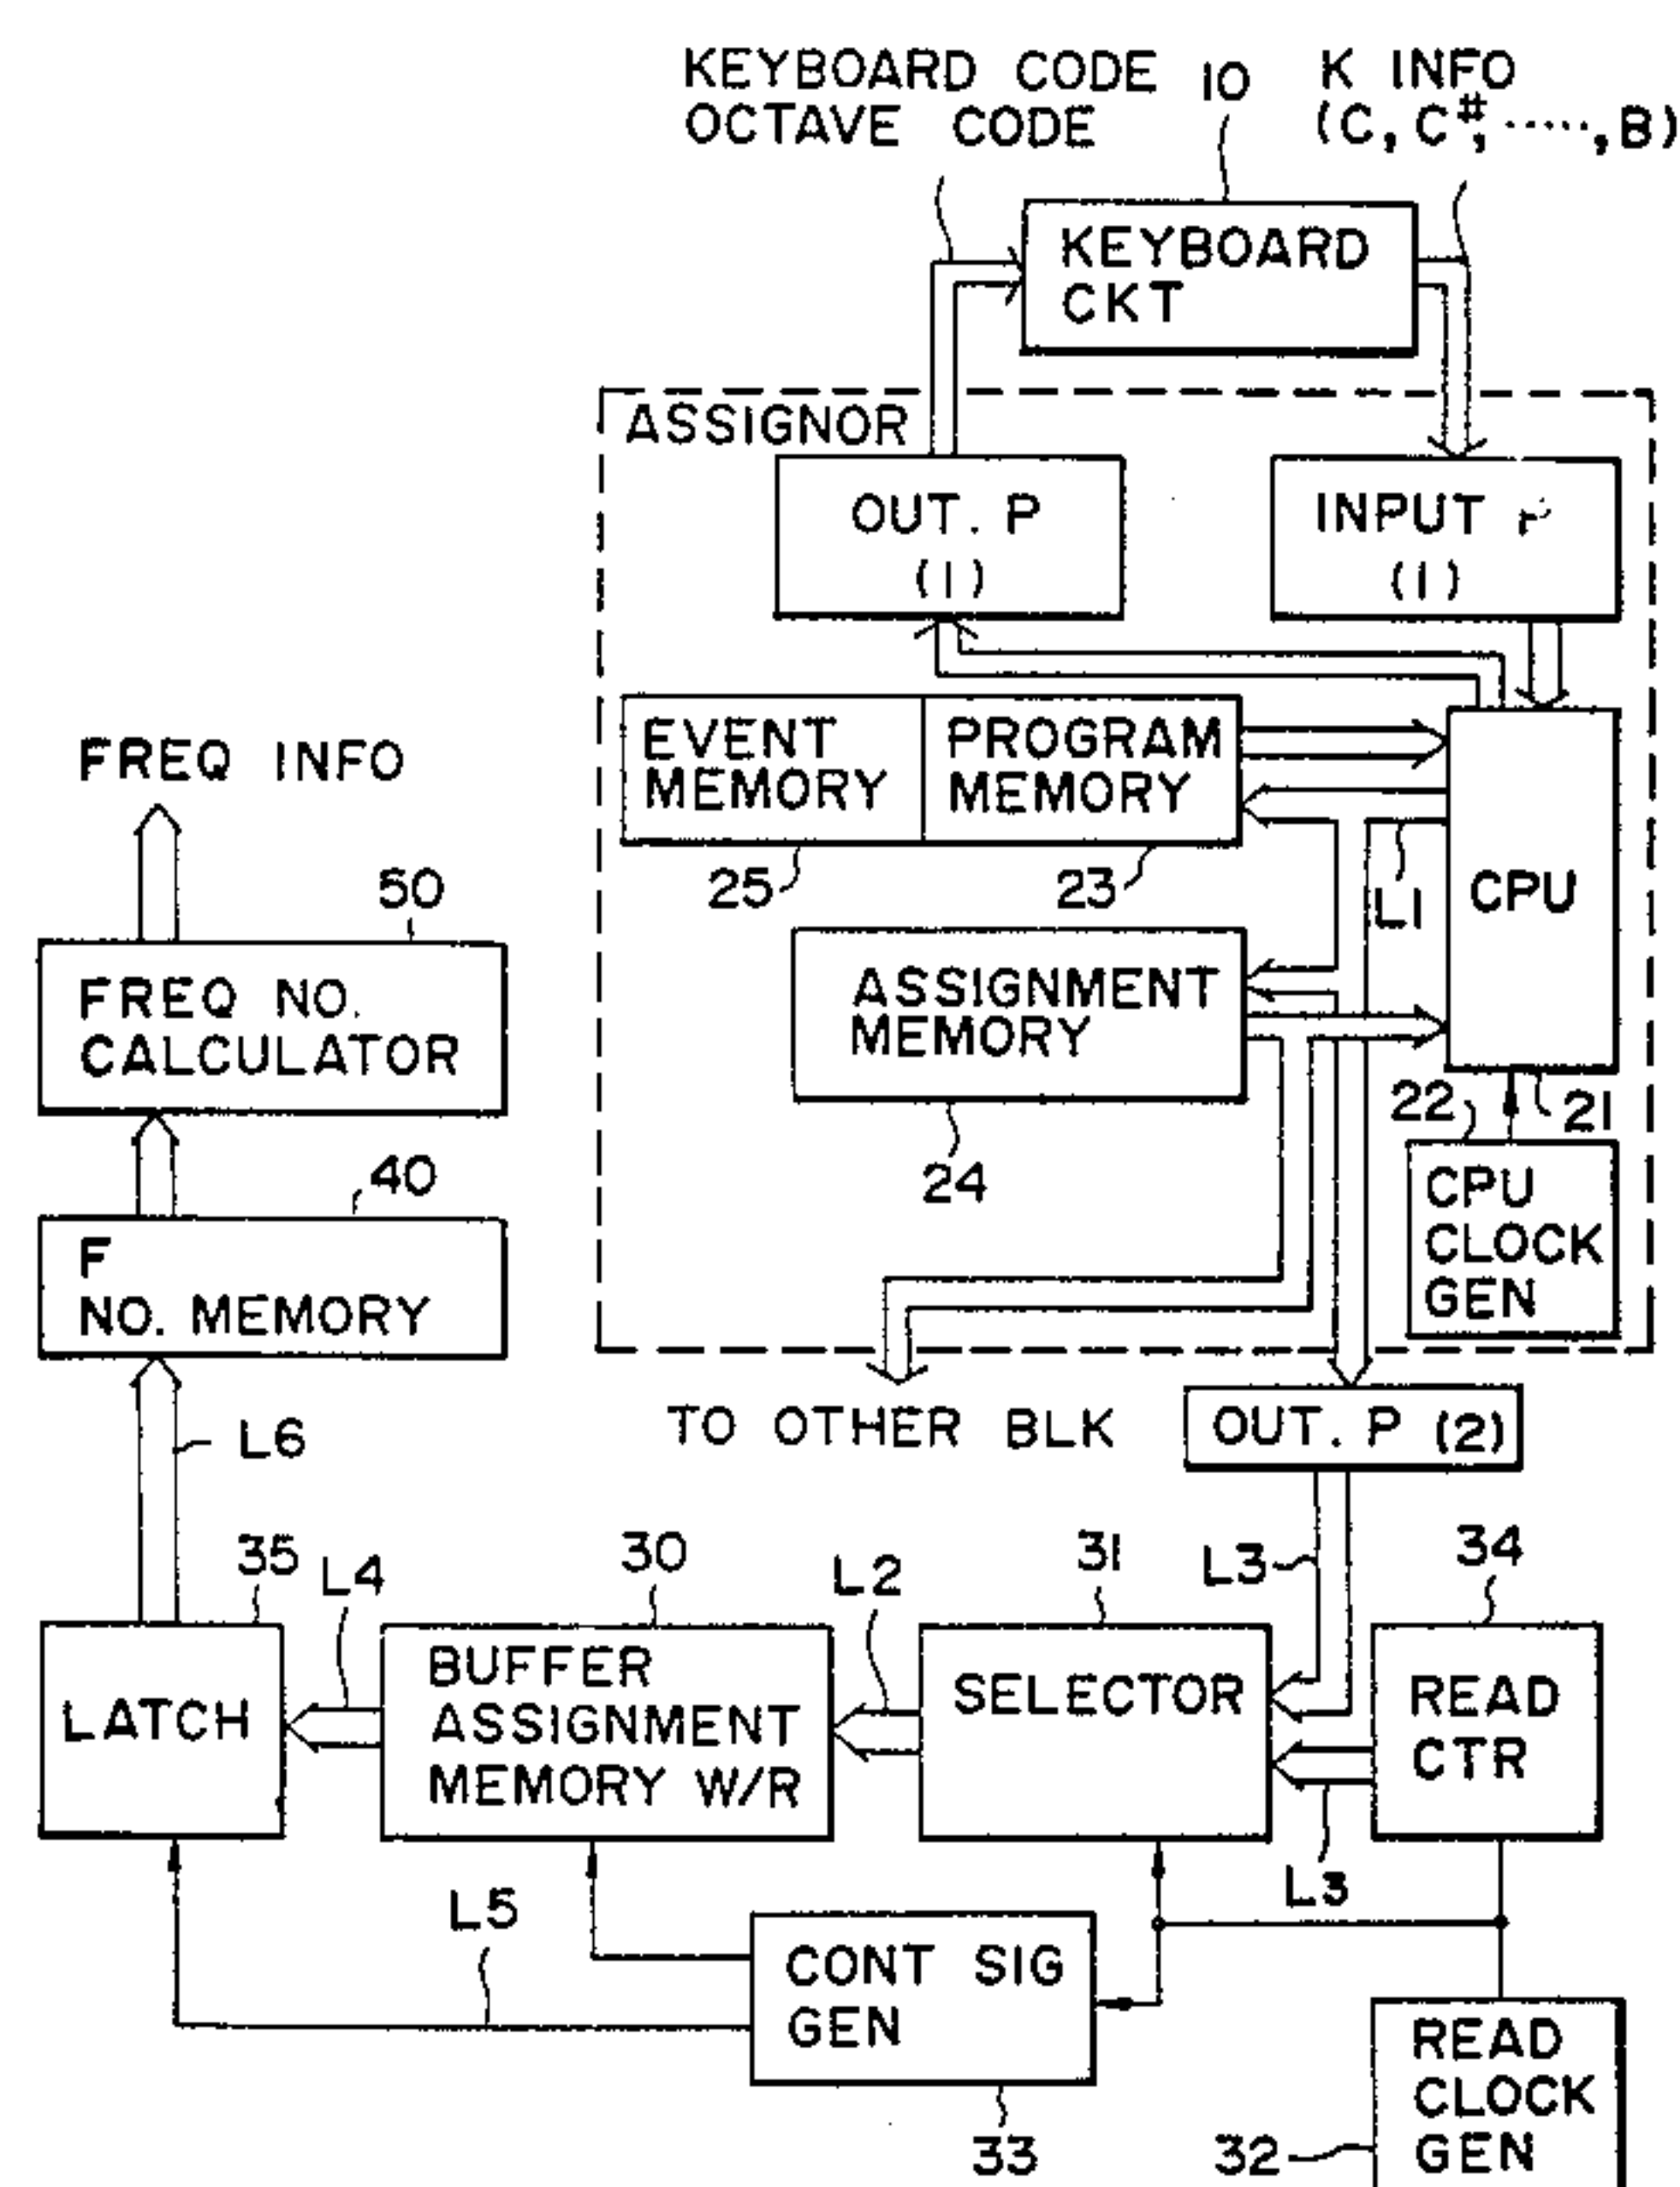 KEYBOARD CODE
OCTAVE CODE
10
K INFO
(C, C#, ·····, B)
KEYBOARD
CKT
ASSIGNOR
OUT. P
(1)
INPUT P
(1)
EVENT
MEMORY
PROGRAM
MEMORY
25
23
L1
CPU
FREQ INFO
50
FREQ NO.
CALCULATOR
ASSIGNMENT
MEMORY
24
22
21
CPU
CLOCK
GEN
40
F
NO. MEMORY
TO OTHER BLK
OUT. P (2)
L6
35
L4
30
L2
31
L3
34
LATCH
BUFFER
ASSIGNMENT
MEMORY W/R
SELECTOR
READ
CTR
L3
L5
CONT SIG
GEN
33
READ
CLOCK
GEN
32